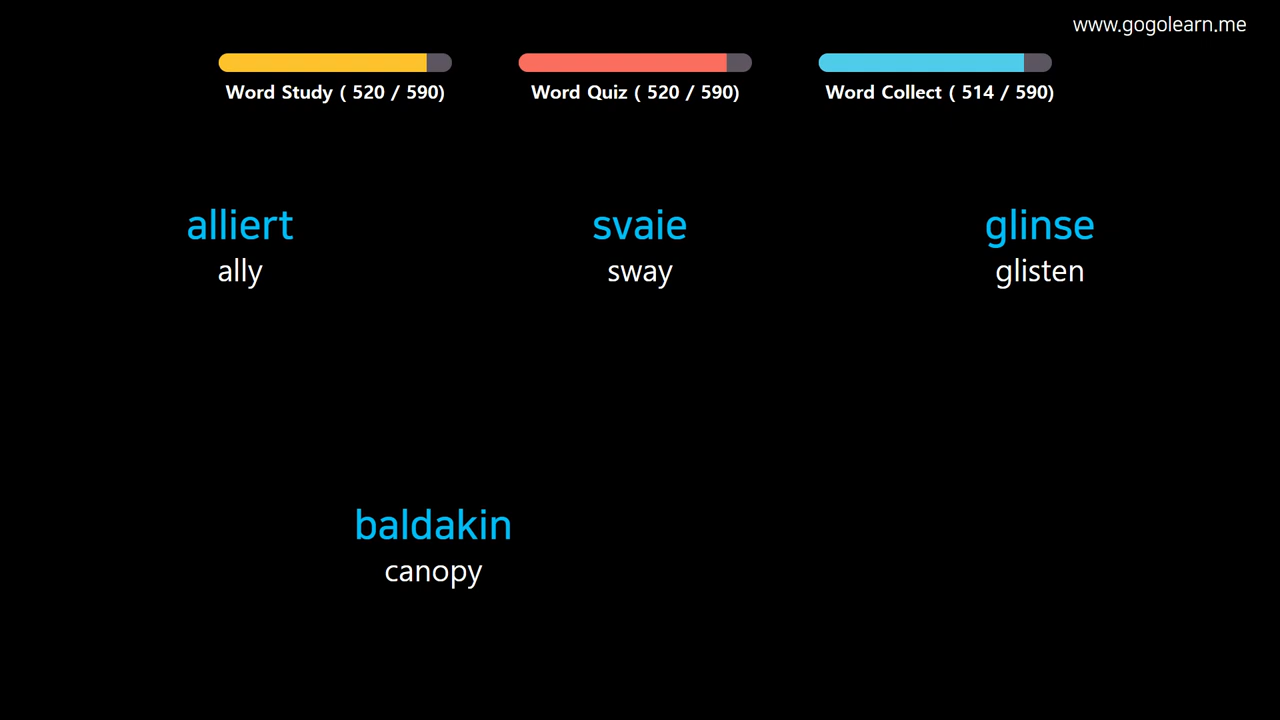 www.gogolearn.me
Word Study ( 520 / 590)
Word Quiz ( 520 / 590)
Word Collect ( 514 / 590)
alliert
ally
svaie
sway
glinse
glisten
baldakin
canopy